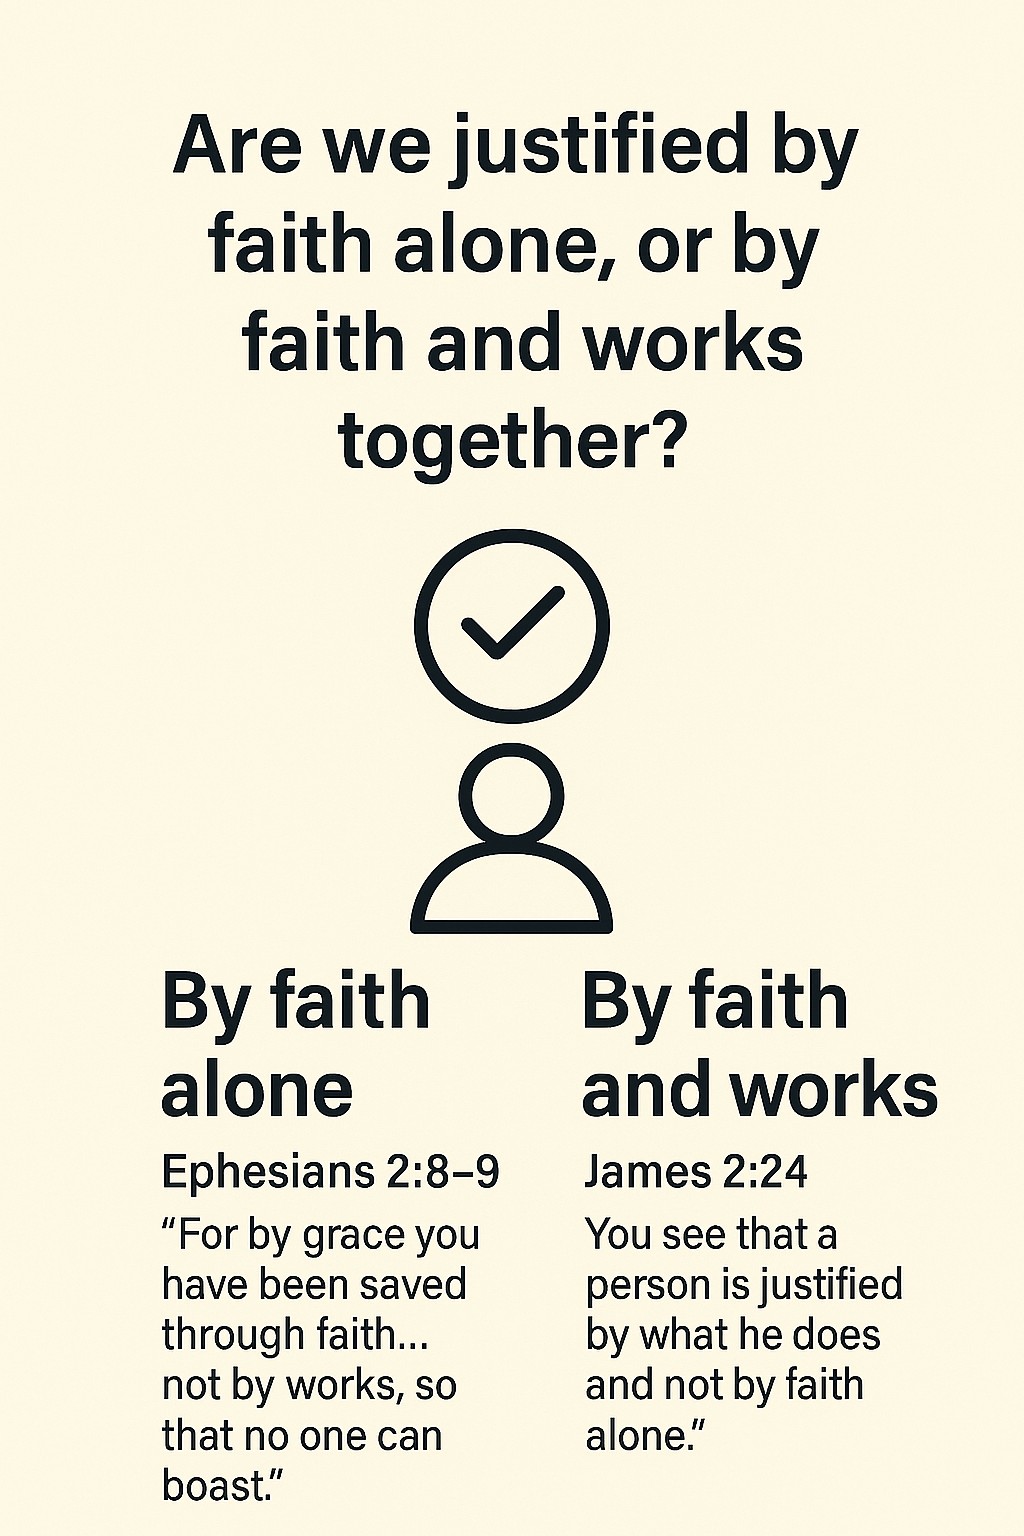 Are we justified by
faith alone, or by
faith and works
together?
By faith
alone
Ephesians 2:8–9
“For by grace you
have been saved
through faith...
not by works, so
that no one can
boast.”
By faith
and works
James 2:24
You see that a
person is justified
by what he does
and not by faith
alone.”